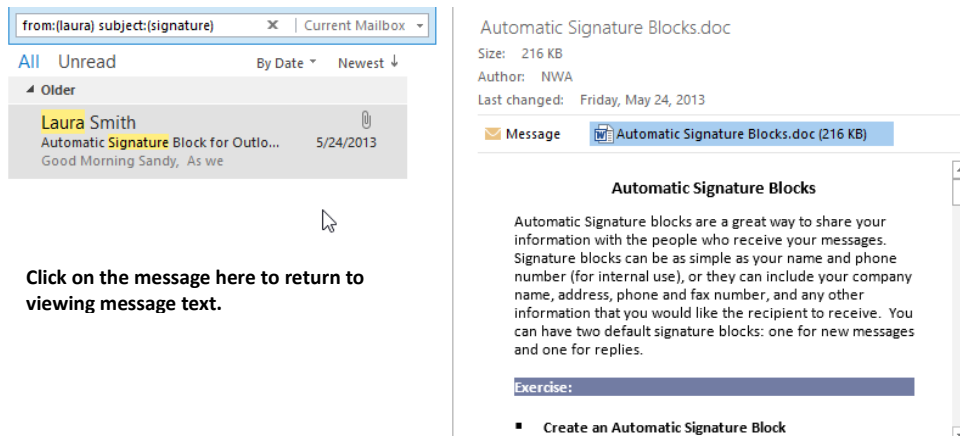 from:(laura) subject:(signature) × Current Mailbox
All Unread By Date Newest ↓
Older
Laura Smith
Automatic Signature Block for Outlo... 5/24/2013
Good Morning Sandy, As we
Click on the message here to return to
viewing message text.
Automatic Signature Blocks.doc
Size: 216 KB
Author: NWA
Last changed: Friday, May 24, 2013
Message Automatic Signature Blocks.doc (216 KB)
Automatic Signature Blocks
Automatic Signature blocks are a great way to share your
information with the people who receive your messages.
Signature blocks can be as simple as your name and phone
number (for internal use), or they can include your company
name, address, phone and fax number, and any other
information that you would like the recipient to receive. You
can have two default signature blocks: one for new messages
and one for replies.
Exercise:
▪ Create an Automatic Signature Block